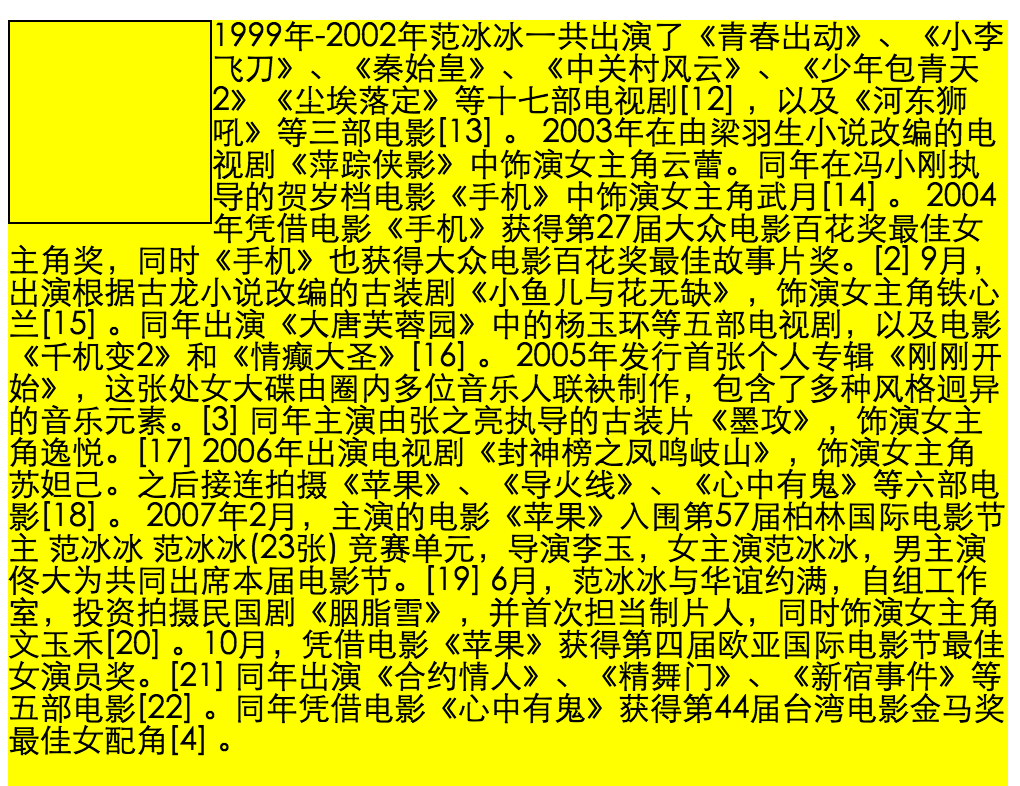 1999年-2002年范冰冰一共出演了《青春出动》、《小李
飞刀》、《秦始皇》、《中关村风云》、《少年包青天
2》《尘埃落定》等十七部电视剧[12] ，以及《河东狮
吼》等三部电影[13] 。 2003年在由梁羽生小说改编的电
视剧《萍踪侠影》中饰演女主角云蕾。同年在冯小刚执
导的贺岁档电影《手机》中饰演女主角武月[14] 。 2004
年凭借电影《手机》获得第27届大众电影百花奖最佳女
主角奖，同时《手机》也获得大众电影百花奖最佳故事片奖。[2] 9月，
出演根据古龙小说改编的古装剧《小鱼儿与花无缺》，饰演女主角铁心
兰[15] 。同年出演《大唐芙蓉园》中的杨玉环等五部电视剧，以及电影
《千机变2》和《情癫大圣》[16] 。 2005年发行首张个人专辑《刚刚开
始》，这张处女大碟由圈内多位音乐人联袂制作，包含了多种风格迥异
的音乐元素。[3] 同年主演由张之亮执导的古装片《墨攻》，饰演女主
角逸悦。[17] 2006年出演电视剧《封神榜之凤鸣岐山》，饰演女主角
苏妲己。之后接连拍摄《苹果》、《导火线》、《心中有鬼》等六部电
影[18] 。 2007年2月，主演的电影《苹果》入围第57届柏林国际电影节
主 范冰冰 范冰冰(23张) 竞赛单元，导演李玉，女主演范冰冰，男主演
佟大为共同出席本届电影节。[19] 6月，范冰冰与华谊约满，自组工作
室，投资拍摄民国剧《胭脂雪》，并首次担当制片人，同时饰演女主角
文玉禾[20] 。10月，凭借电影《苹果》获得第四届欧亚国际电影节最佳
女演员奖。[21] 同年出演《合约情人》、《精舞门》、《新宿事件》等
五部电影[22] 。同年凭借电影《心中有鬼》获得第44届台湾电影金马奖
最佳女配角[4] 。